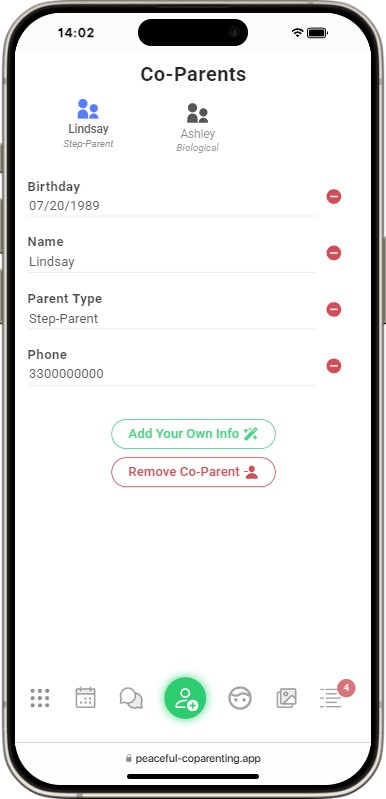 14:02
Co-Parents
Lindsay
Step-Parent
Ashley
Biological
Birthday
07/20/1989
Name
Lindsay
Parent Type
Step-Parent
Phone
3300000000
Add Your Own Info
Remove Co-Parent
4
peaceful-coparenting.app